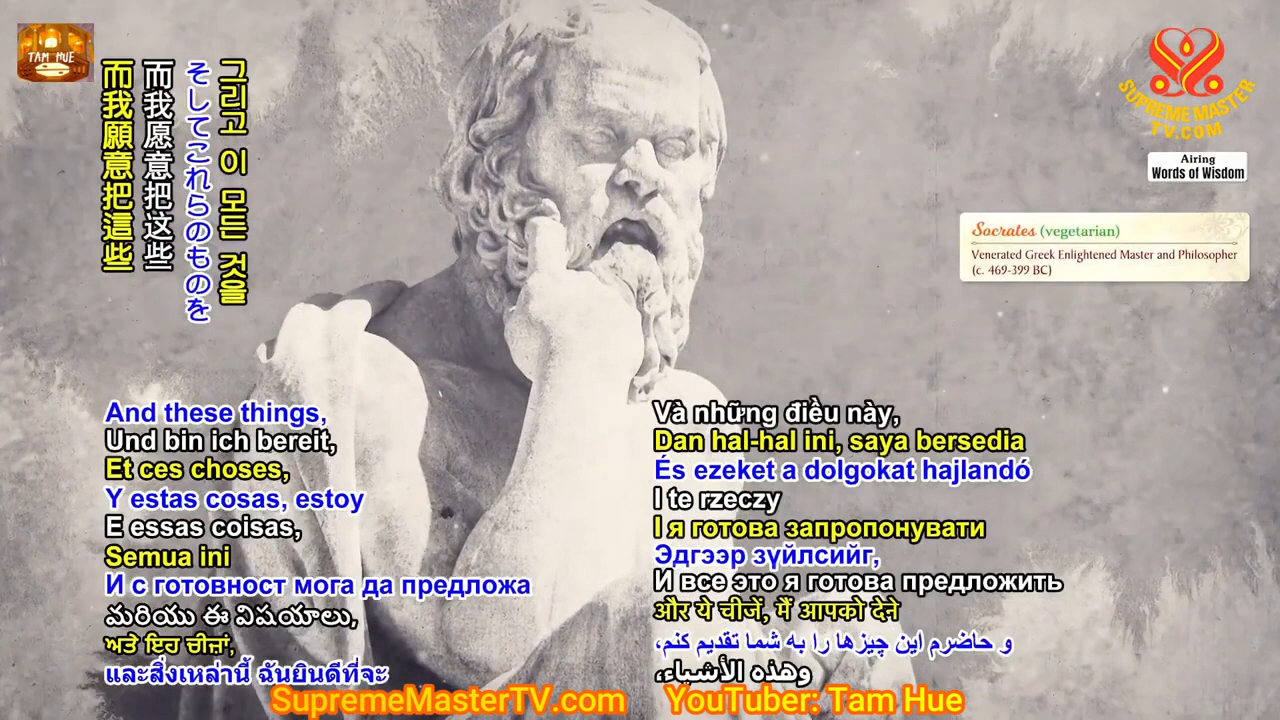 TAM HUE
而我願意把這些
而我愿意把这些
そしてこれらのものを
그리고 이 모든 것을
SUPREME MASTER
TV.COM
Airing
Words of Wisdom
Socrates (vegetarian)
Venerated Greek Enlightened Master and Philosopher
(c. 469-399 BC)
And these things,
Und bin ich bereit,
Et ces choses,
Y estas cosas, estoy
E essas coisas,
Semua ini
И с готовност мога да предложа
మరియు ఈ విషయాలు,
ਅਤੇ ਇਹ ਚੀਜ਼ਾਂ,
และสิ่งเหล่านี้ ฉันยินดีที่จะ
Và những điều này,
Dan hal-hal ini, saya bersedia
És ezeket a dolgokat hajlandó
I te rzeczy
І я готова запропонувати
Эдгээр зүйлсийг,
И все это я готова предложить
और ये चीजें, मैं आपको देने
و حاضرم این چیزها را به شما تقدیم کنم،
وهذه الأشياء،
SupremeMasterTV.com
YouTuber: Tam Hue